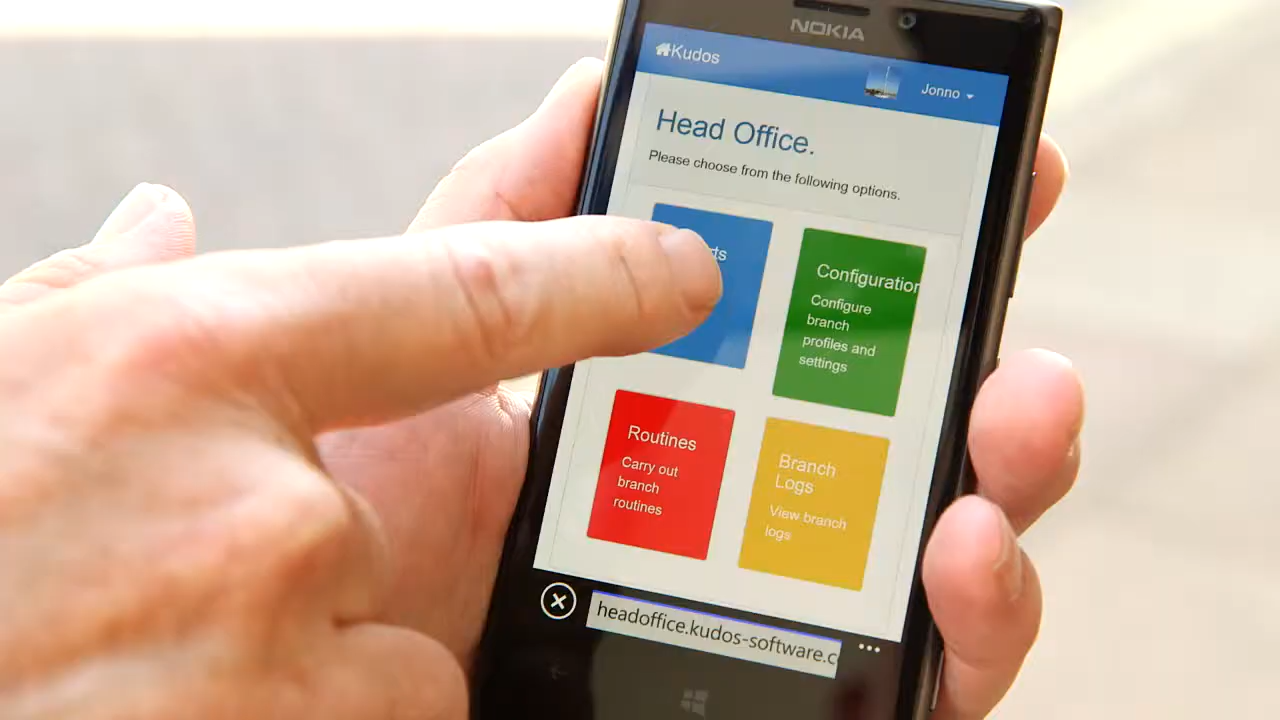 NOKIA
Kudos
Jonno
Head Office.
Please choose from the following options.
Configuration
Configure
branch
profiles and
settings
Routines
Carry out
branch
routines
Branch
Logs
View branch
logs
headoffice.kudos-software.c